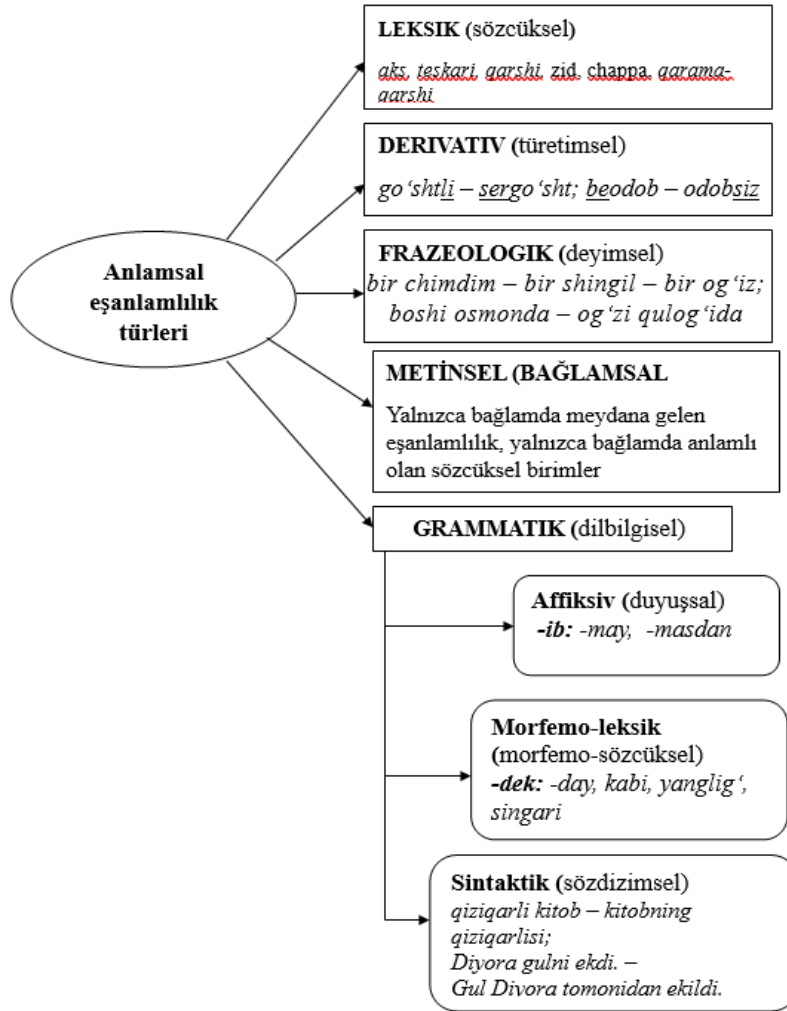 LEKSIK (sözcüksel)
aks, teskari, qarshi, zid, chappa, qarama-
qarshi
DERIVATIV (türetimsel)
go‘shtli – sergo‘sht; beodob – odobsiz
Anlamsal
eşanlamlılık
türleri
FRAZEOLOGIK (deyimsel)
bir chimdim – bir shingil – bir og‘iz;
boshi osmonda – og‘zi qulog‘ida
METİNSEL (BAĞLAMSAL
Yalnızca bağlamda meydana gelen
eşanlamlılık, yalnızca bağlamda anlamlı
olan sözcüksel birimler
GRAMMATIK (dilbilgisel)
Affiksiv (duyuşsal)
-ib: -may, -masdan
Morfemo-leksik
(morfemo-sözcüksel)
-dek: -day, kabi, yanglig‘,
singari
Sintaktik (sözdizimsel)
qiziqarli kitob – kitobning
qiziqarlisi;
Diyora gulni ekdi. –
Gul Diyora tomonidan ekildi.